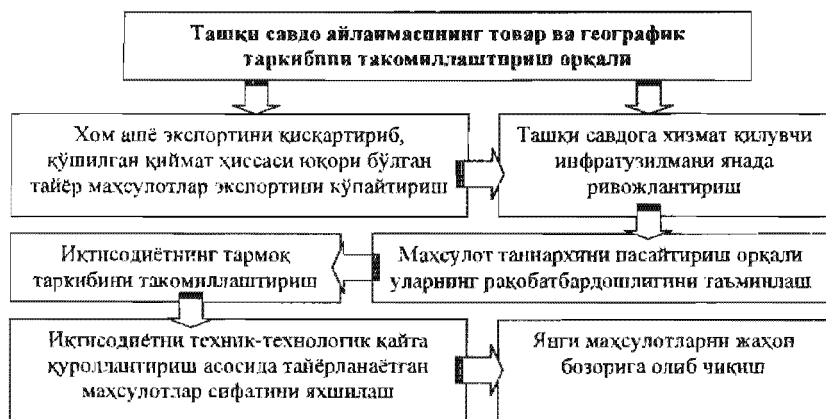 Ташқи савдо айланмасининг товар ва географик
таркибини такомиллаштириш орқали
Хом ашё экспортини қисқартириб,
қўшилган қиймат ҳиссаси юқори бўлган
тайёр маҳсулотлар экспортини кўпайтириш
Ташқи савдога хизмат қилувчи
инфратузилмани янада
ривожлантириш
Маҳсулот таннархини пасайтириш орқали
уларнинг рақобатбардошлигини таъминлаш
Иқтисодиётнинг тармоқ
таркибини такомиллаштириш
Иқтисодиётни техник-технологик қайта
қуроллантириш асосида тайёрланаётган
маҳсулотлар сифатини яхшилаш
Янги маҳсулотларни жаҳон
бозорига олиб чиқиш